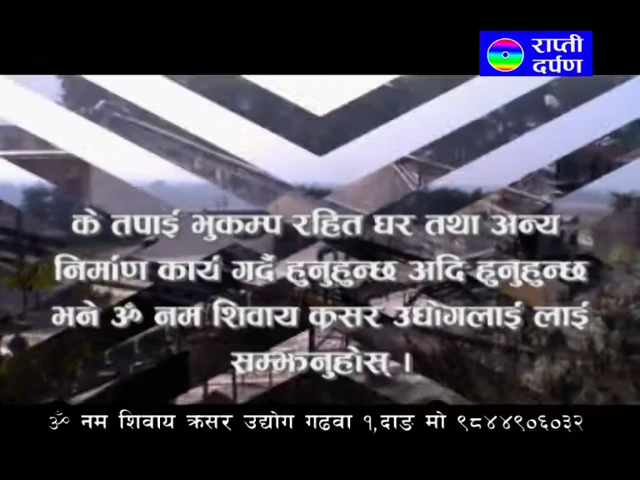 राप्ती
दर्पण
के तपाईं भुकम्प रहित घर तथा अन्य
निर्माण कार्य गर्दै हुनुहुन्छ अदि हुनुहुन्छ
भने ॐ नम शिवाय क्रसर उधोगलाई लाई
सम्झनुहोस् ।
ॐ नम शिवाय क्रसर उद्योग गढवा १,दाङ मो ९८४४९०६०३२